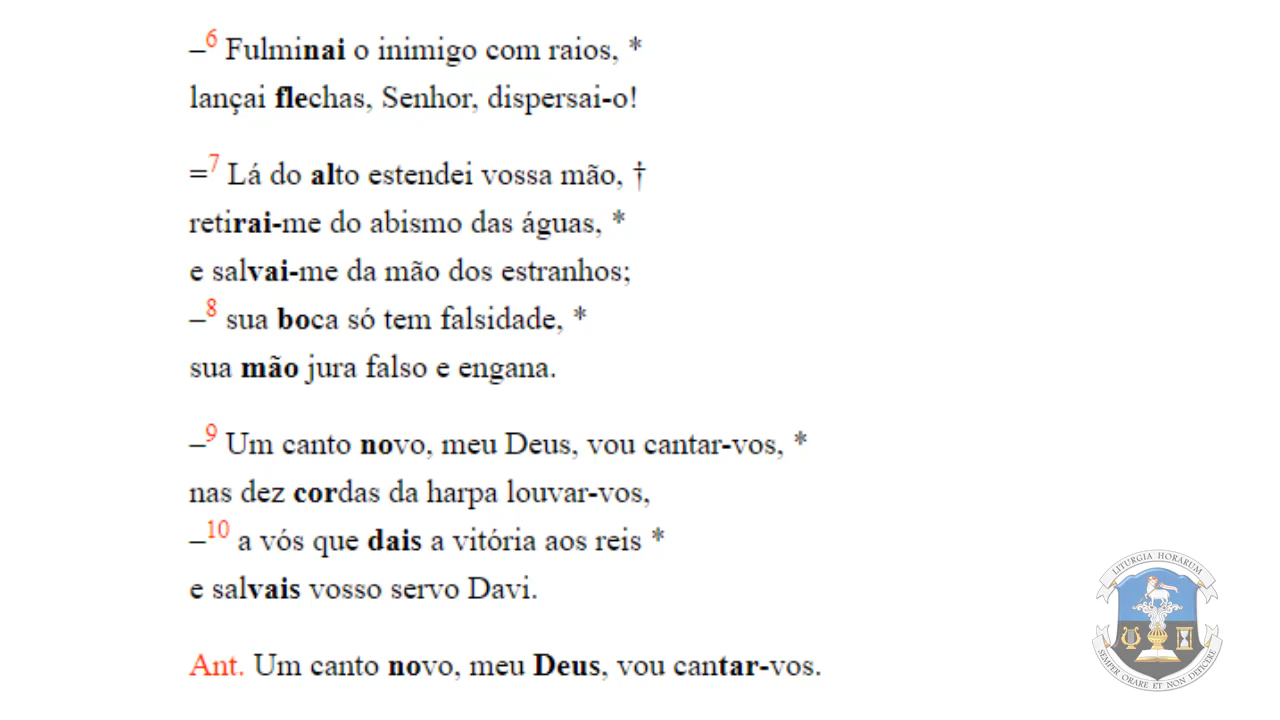 –6 Fulminai o inimigo com raios, *
lançai flechas, Senhor, dispersai-o!
=7 Lá do alto estendei vossa mão, †
retirai-me do abismo das águas, *
e salvai-me da mão dos estranhos;
–8 sua boca só tem falsidade, *
sua mão jura falso e engana.
–9 Um canto novo, meu Deus, vou cantar-vos, *
nas dez cordas da harpa louvar-vos,
–10 a vós que dais a vitória aos reis *
e salvais vosso servo Davi.
Ant. Um canto novo, meu Deus, vou cantar-vos.
LITURGIA HORARUM
SEMPER ORARE ET NON DEFICERE